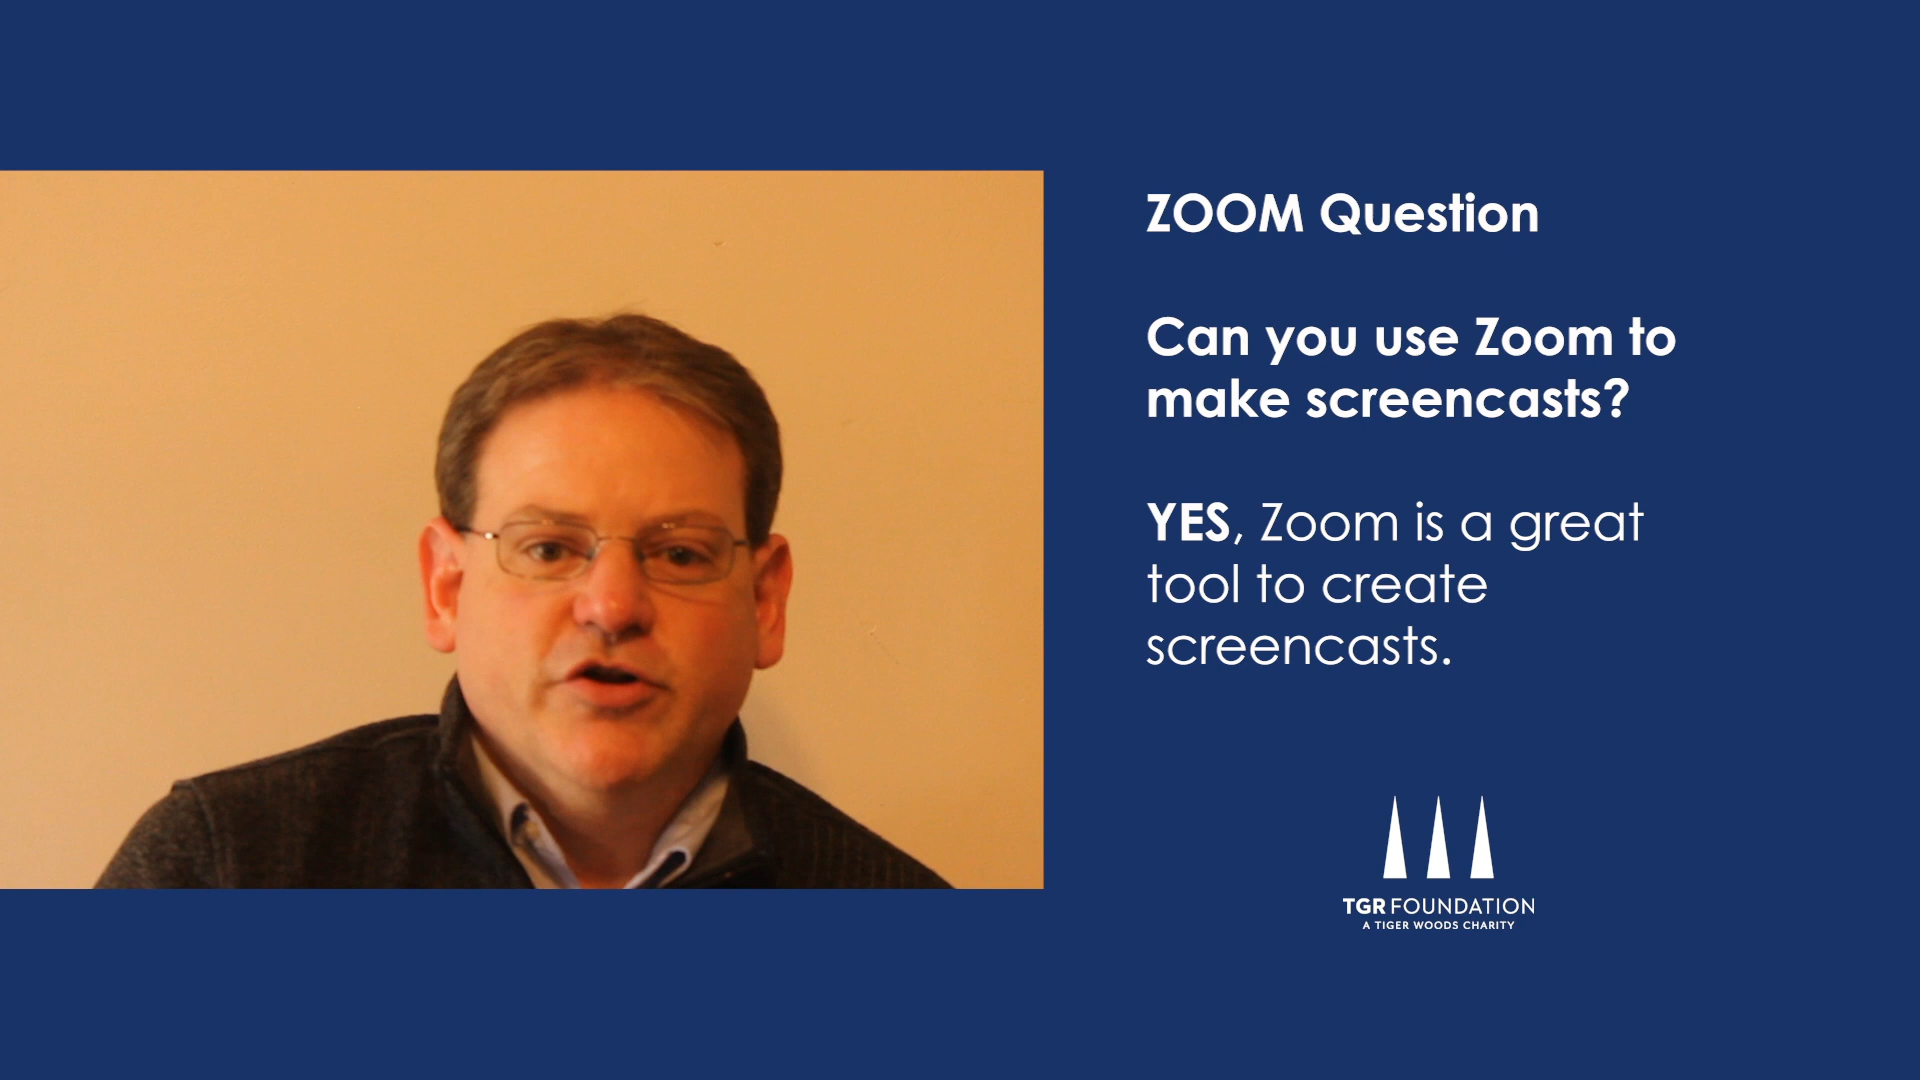 ZOOM Question
Can you use Zoom to
make screencasts?
YES, Zoom is a great
tool to create
screencasts.
TGR FOUNDATION
A TIGER WOODS CHARITY